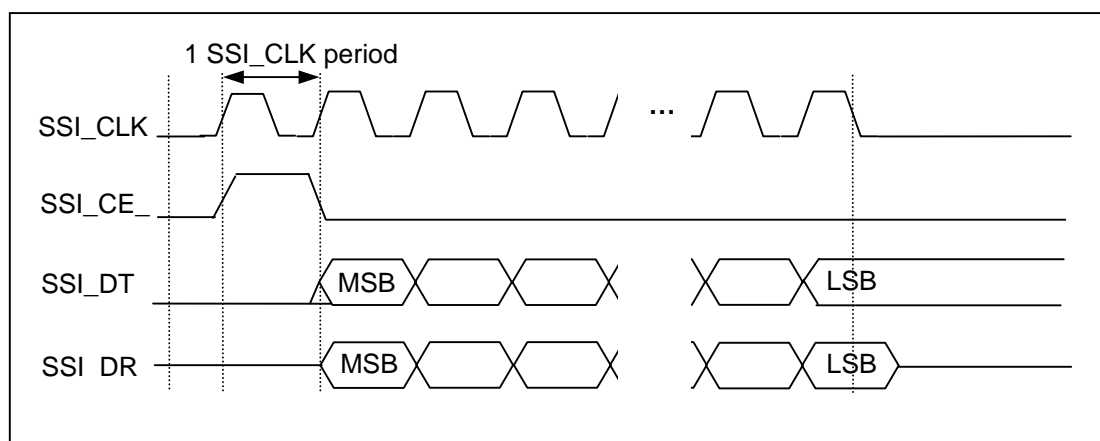 1 SSI_CLK period
SSI_CLK
...
SSI_CE_
SSI_DT
MSB
LSB
SSI DR
MSB
LSB